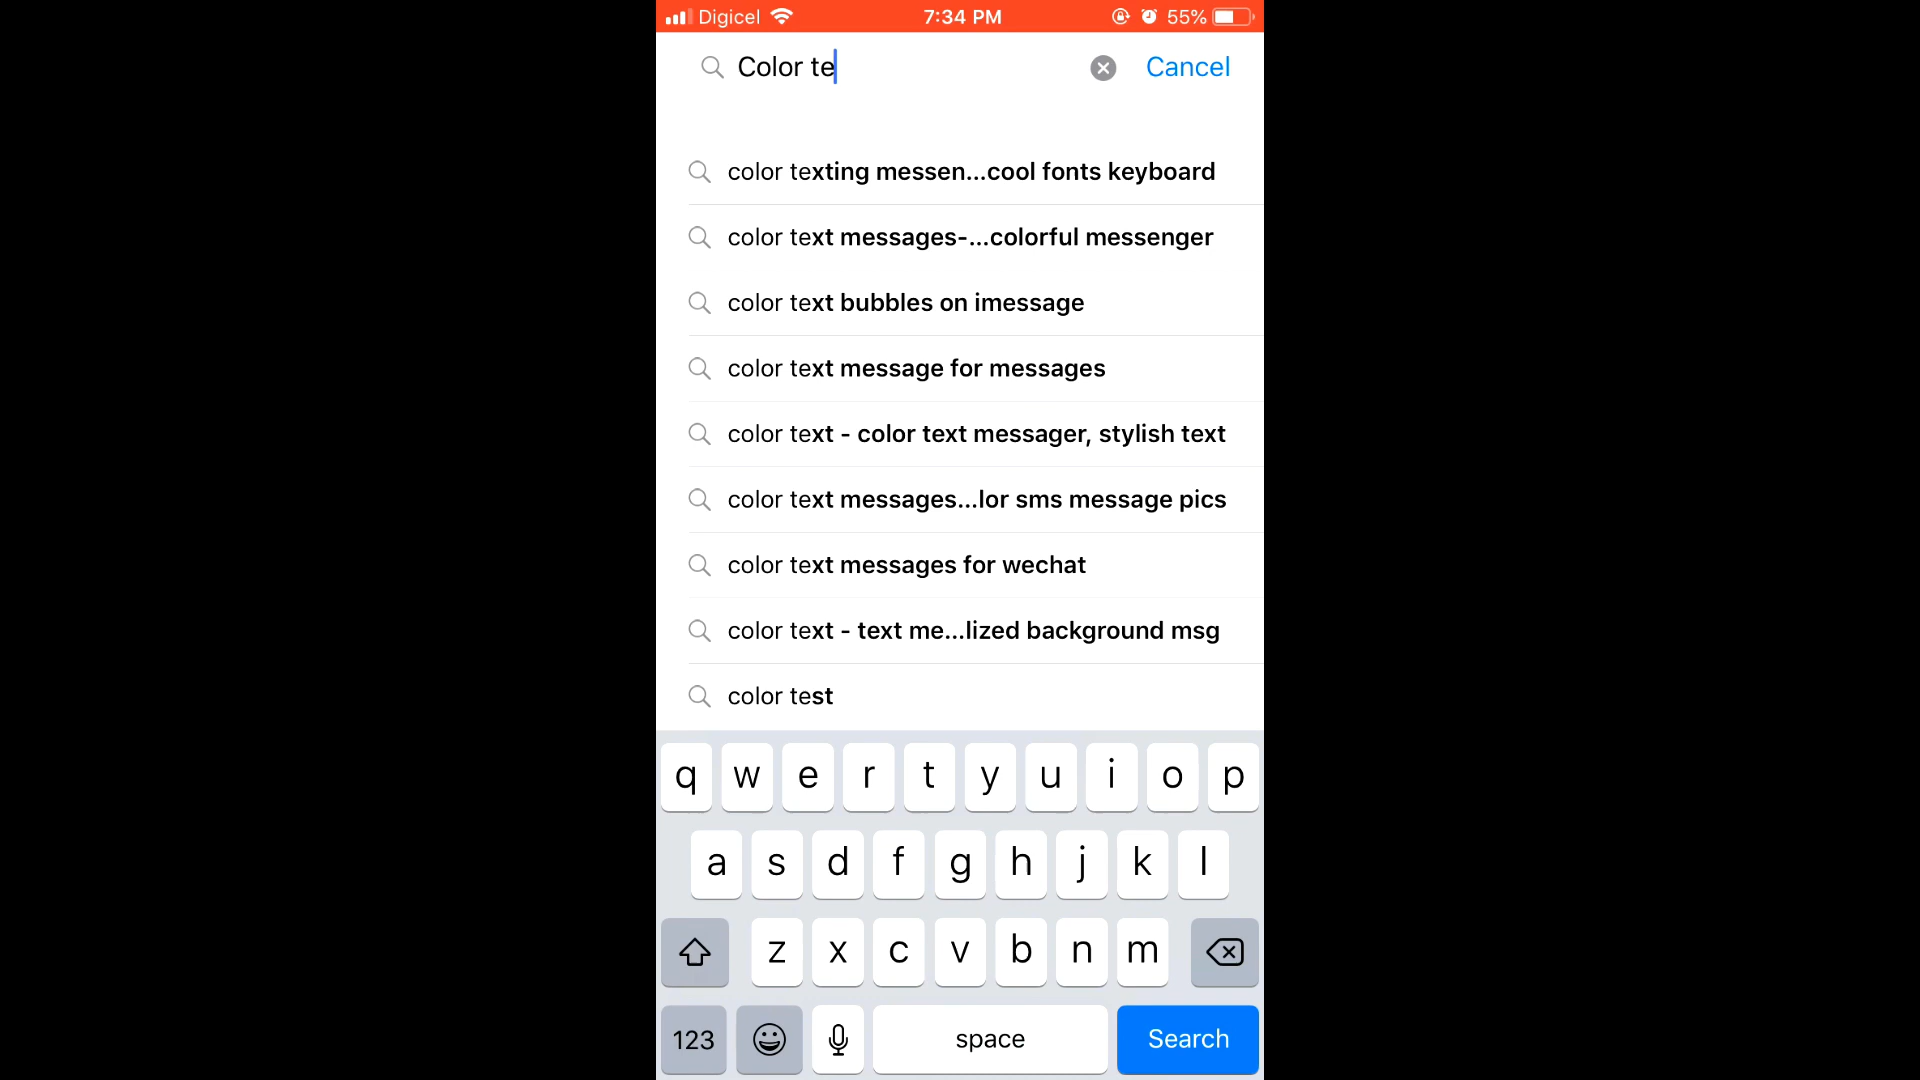 Digicel 7:34 PM 55%
Color te Cancel
color texting messen...cool fonts keyboard
color text messages-...colorful messenger
color text bubbles on imessage
color text message for messages
color text - color text messager, stylish text
color text messages...lor sms message pics
color text messages for wechat
color text - text me...lized background msg
color test
q w e r t y u i o p
a s d f g h j k l
z x c v b n m
123 space Search